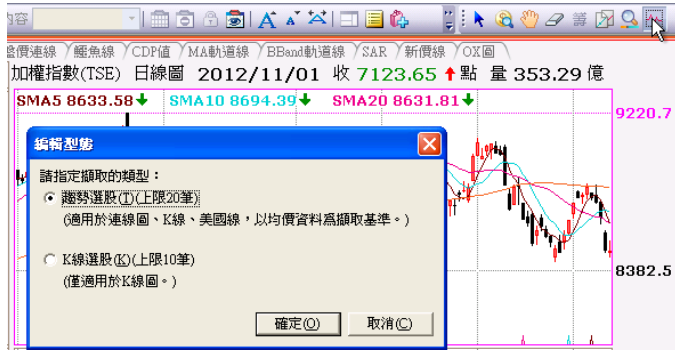 內容
A A
籌
盤價連線 鱷魚線 CDP值 MA軌道線 BBand軌道線 SAR 新價線 OX圖
加權指數(TSE) 日線圖 2012/11/01 收 7123.65 ↑點 量 353.29 億
SMA5 8633.58↓ SMA10 8694.39↓ SMA20 8631.81↓
9220.7
編輯型態
請指定擷取的類型：
趨勢選股(T)(上限20筆)
(適用於連線圖、K線、美國線，以均價資料為擷取基準。)
K線選股(K)(上限10筆)
(僅適用於K線圖。)
8382.5
確定(O) 取消(C)